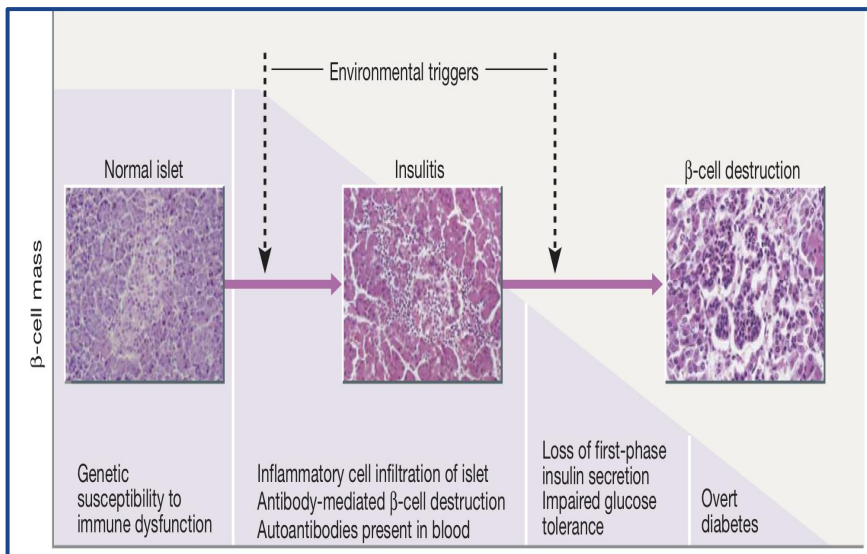 Environmental triggers
Normal islet
Insulitis
β-cell destruction
β-cell mass
Genetic
susceptibility to
immune dysfunction
Inflammatory cell infiltration of islet
Antibody-mediated β-cell destruction
Autoantibodies present in blood
Loss of first-phase
insulin secretion
Impaired glucose
tolerance
Overt
diabetes